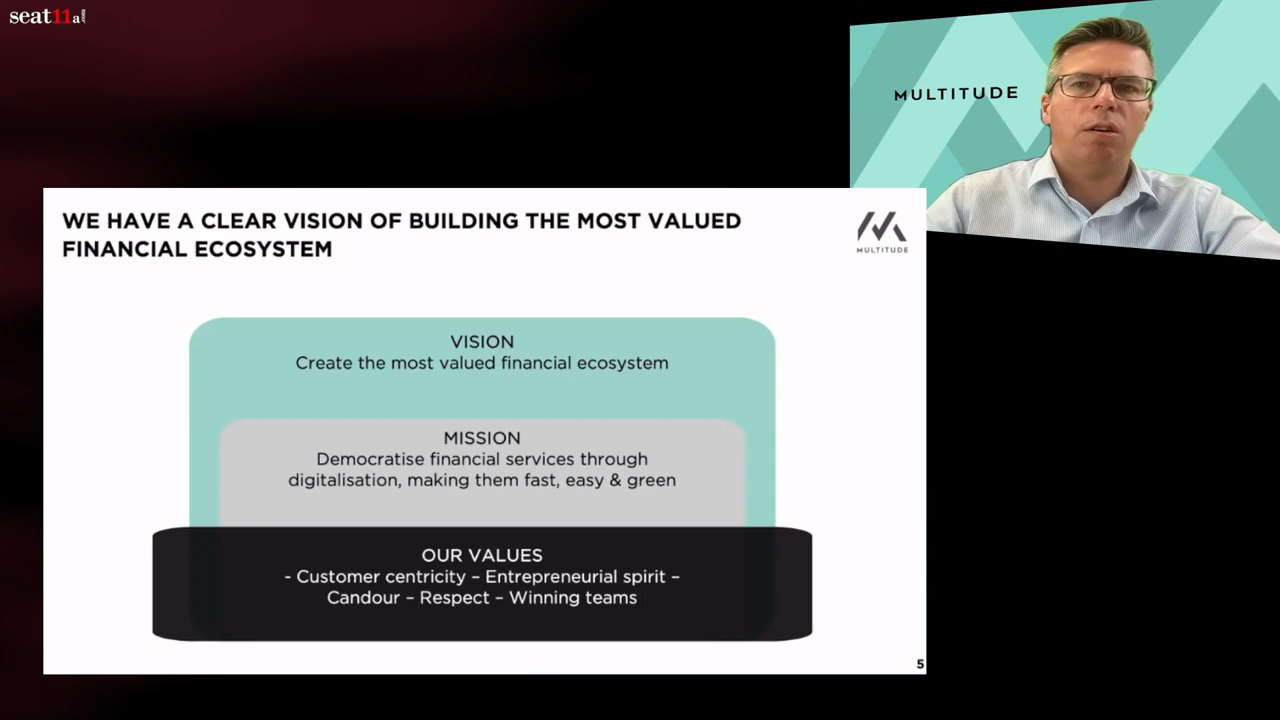 seat11a.com
MULTITUDE
WE HAVE A CLEAR VISION OF BUILDING THE MOST VALUED
FINANCIAL ECOSYSTEM
MULTITUDE
VISION
Create the most valued financial ecosystem
MISSION
Democratise financial services through
digitalisation, making them fast, easy & green
OUR VALUES
- Customer centricity – Entrepreneurial spirit –
Candour – Respect – Winning teams
5